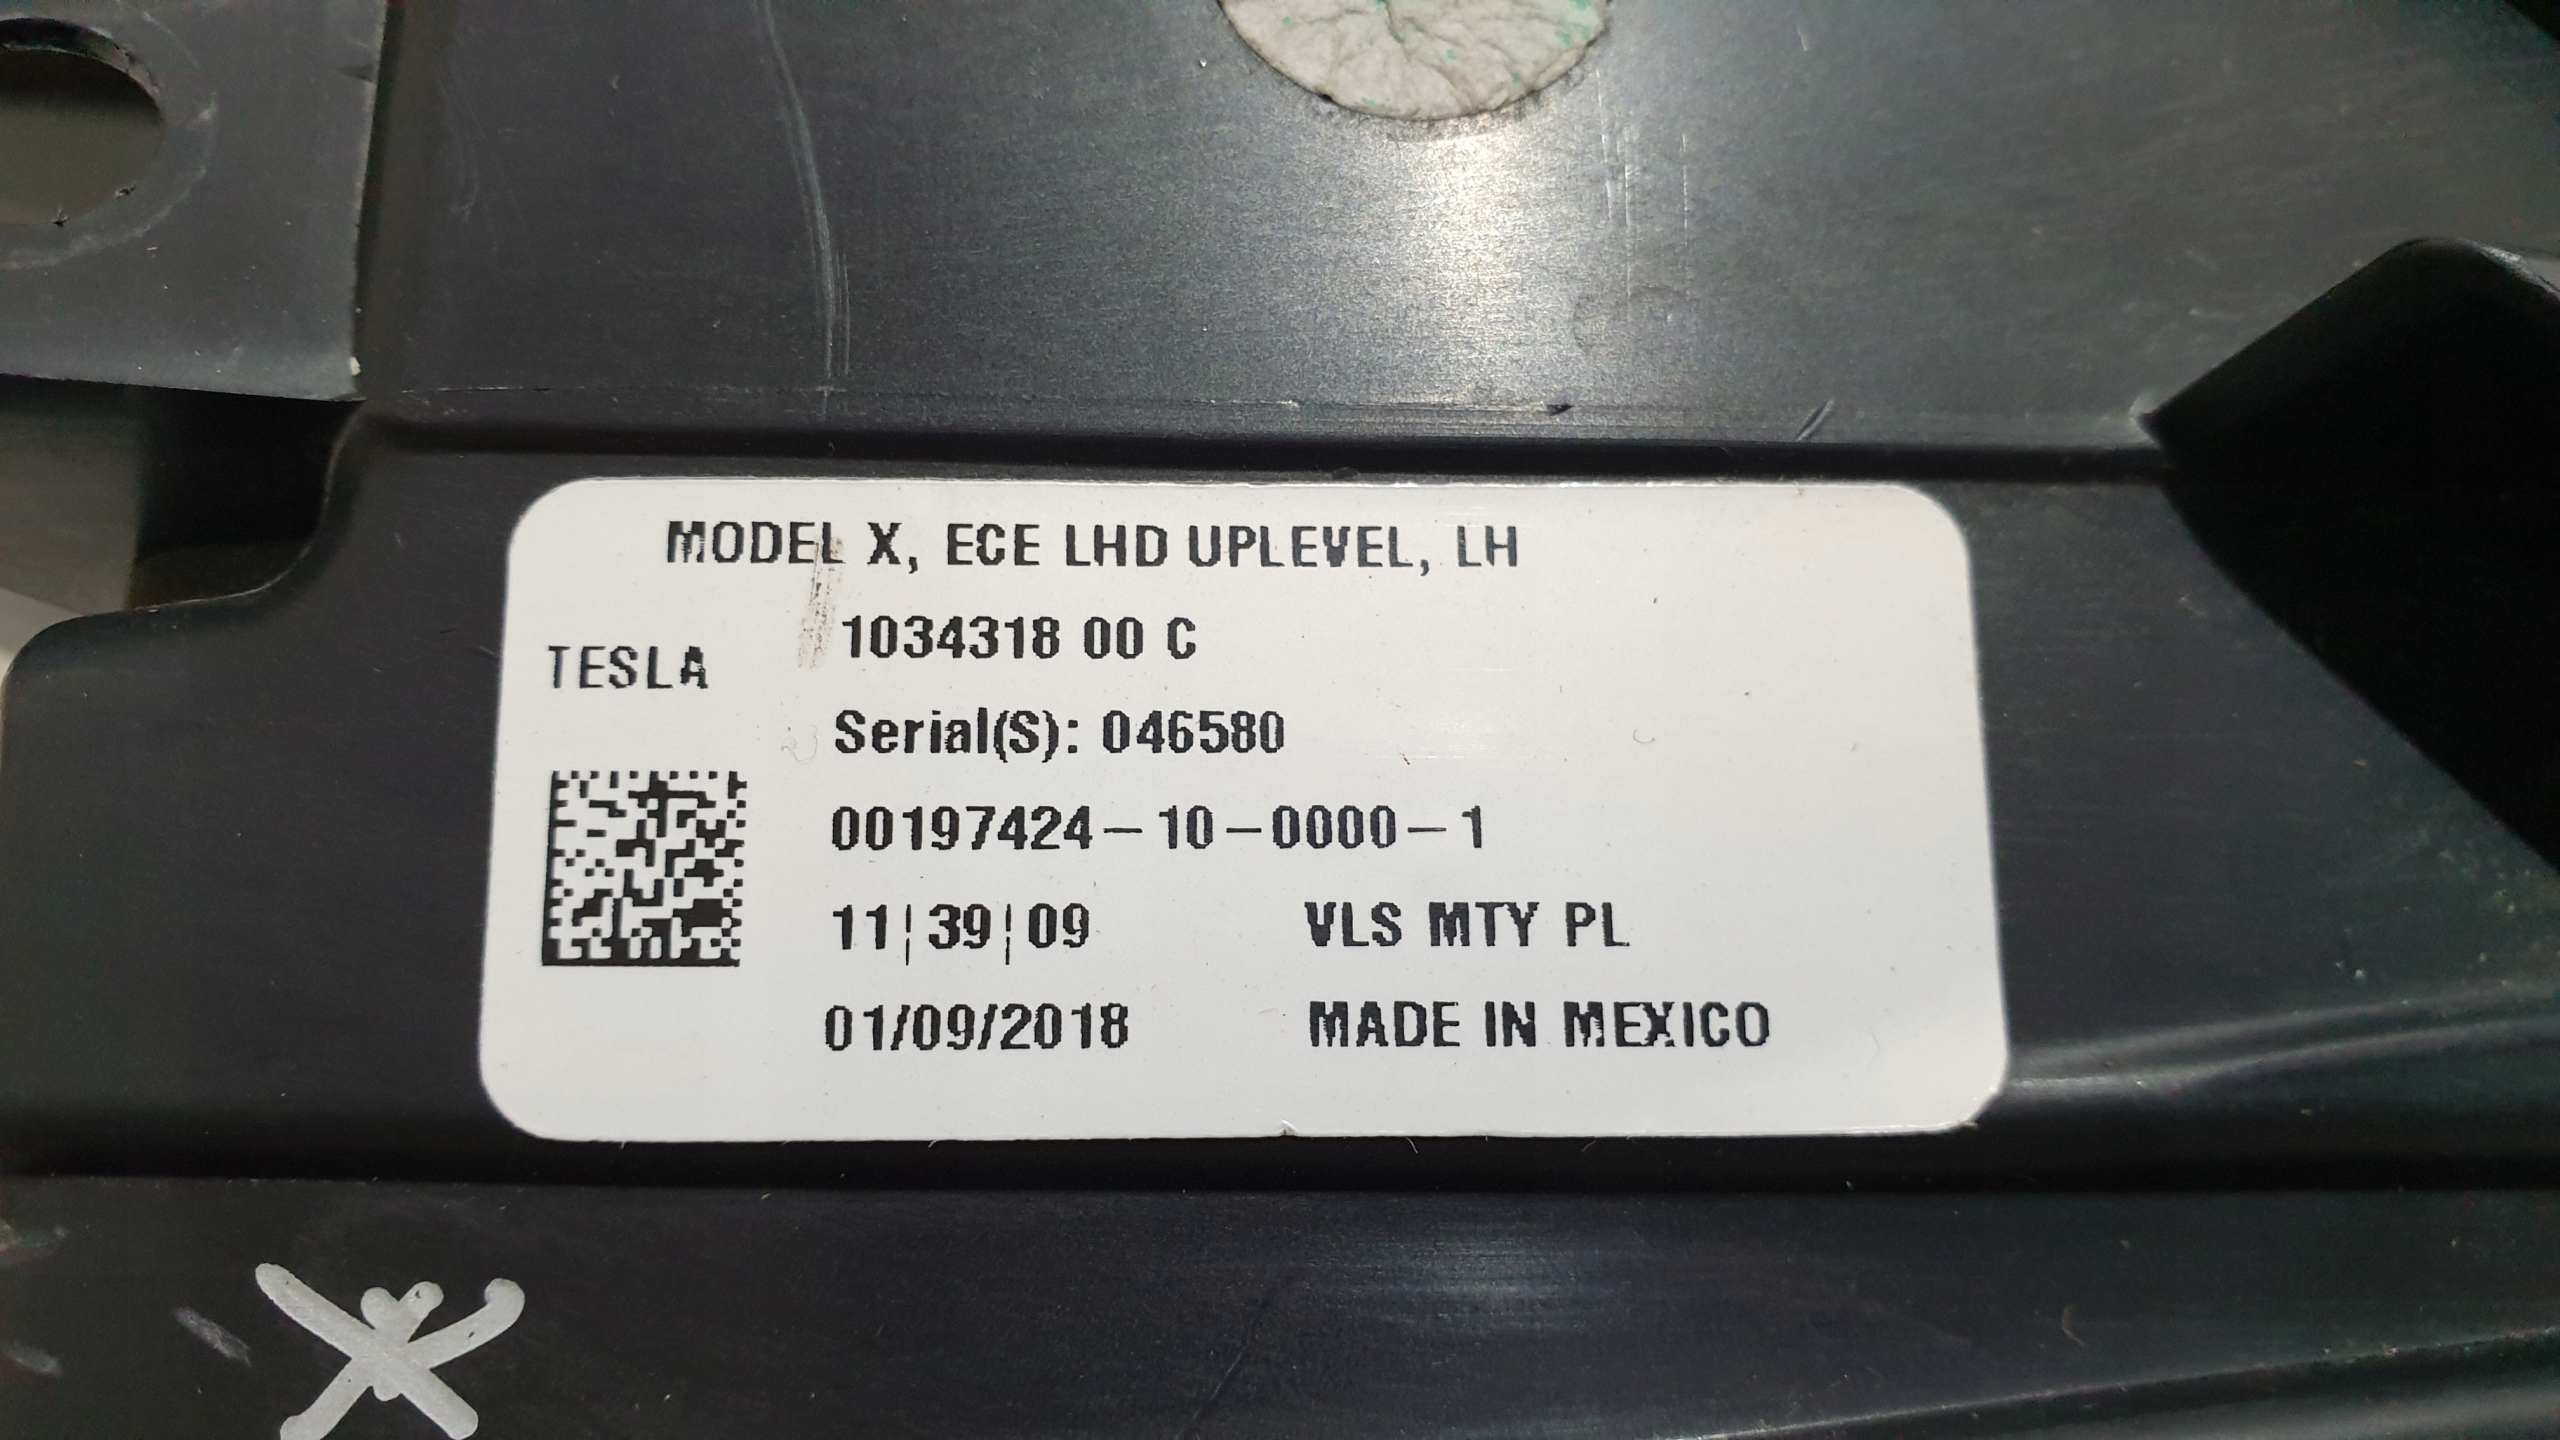 MODEL X, ECE LHD UPLEVEL, LH
1034318 00 C
TESLA
Serial(S): 046580
00197424-10-0000-1
11|39|09
VLS MTY PL
01/09/2018
MADE IN MEXICO